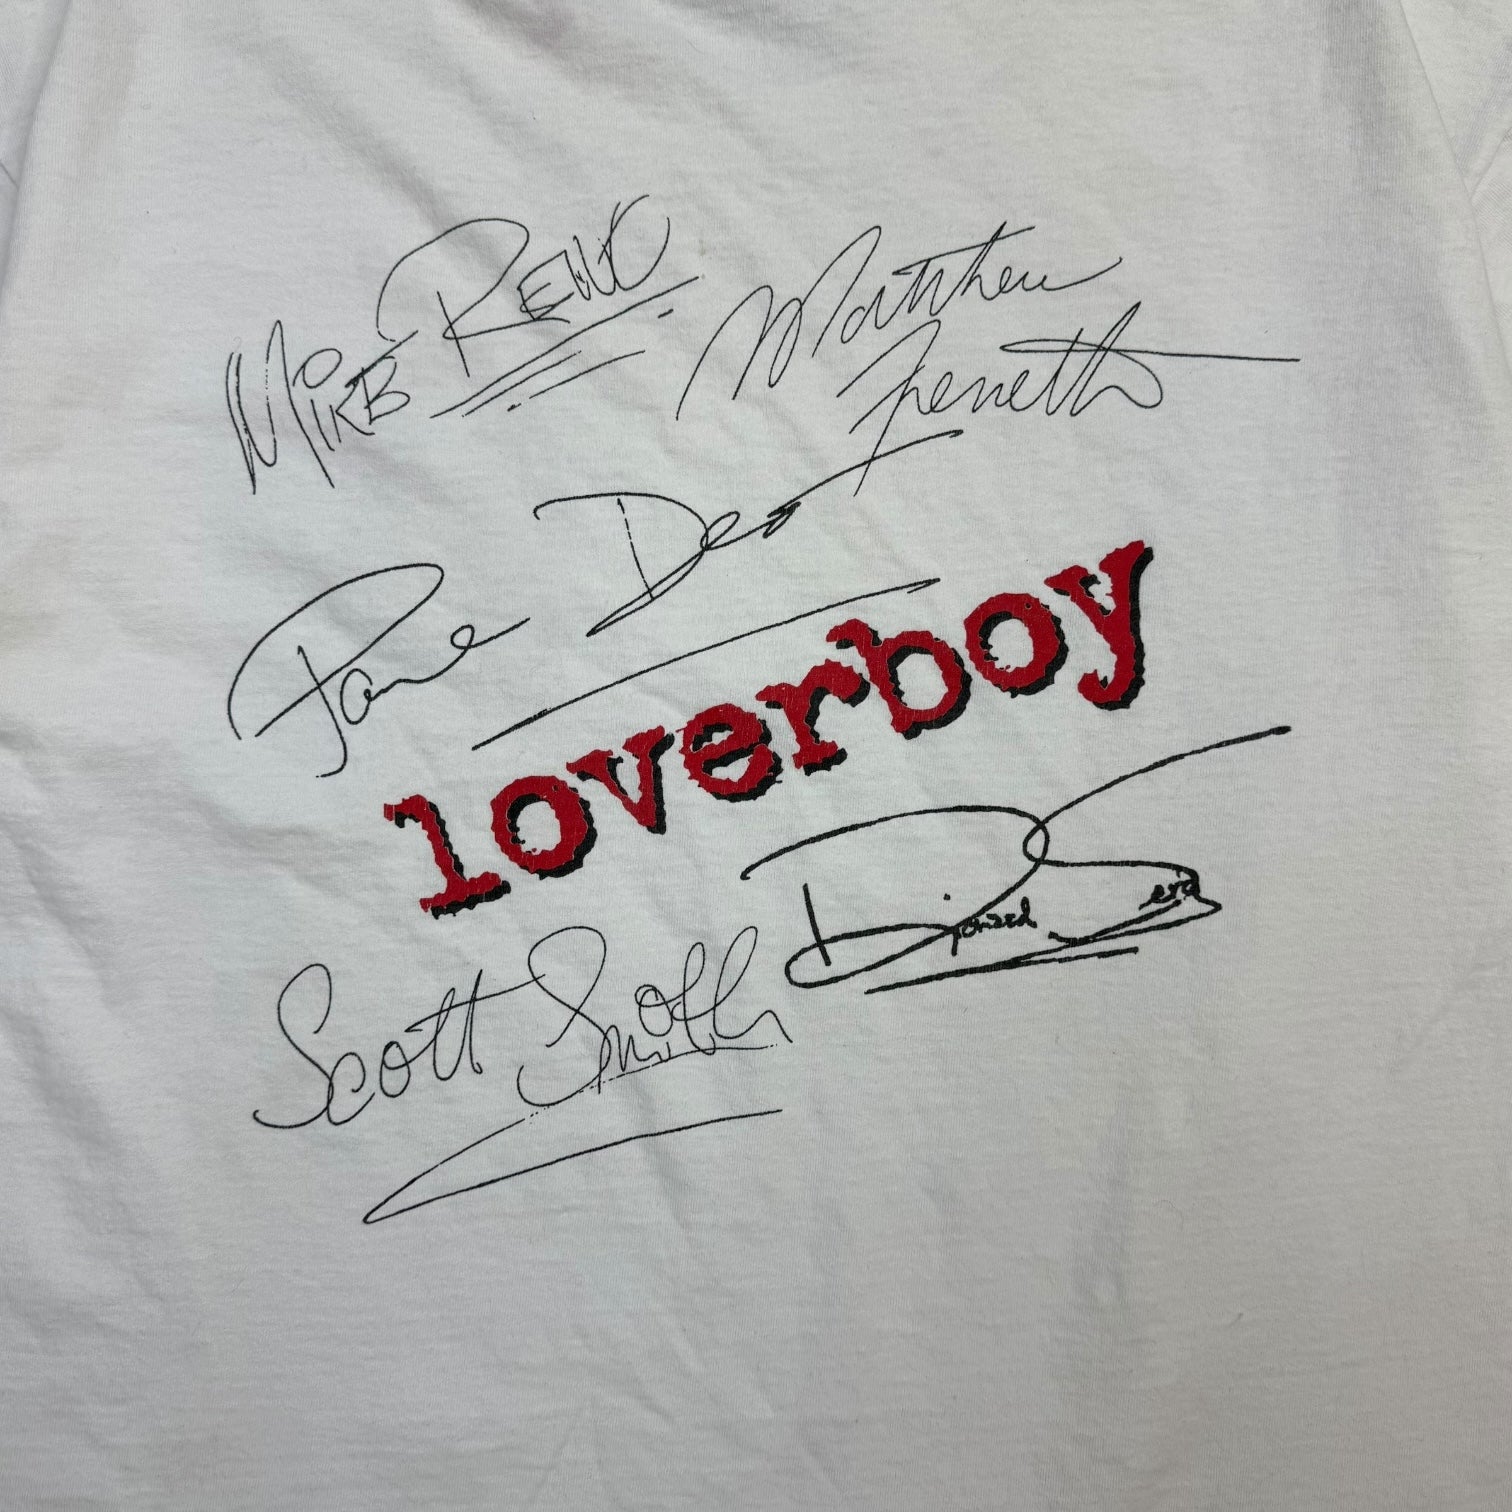 Mike Reno
Matthew
Frenette
Paul Dean
loverboy
Scott Smith